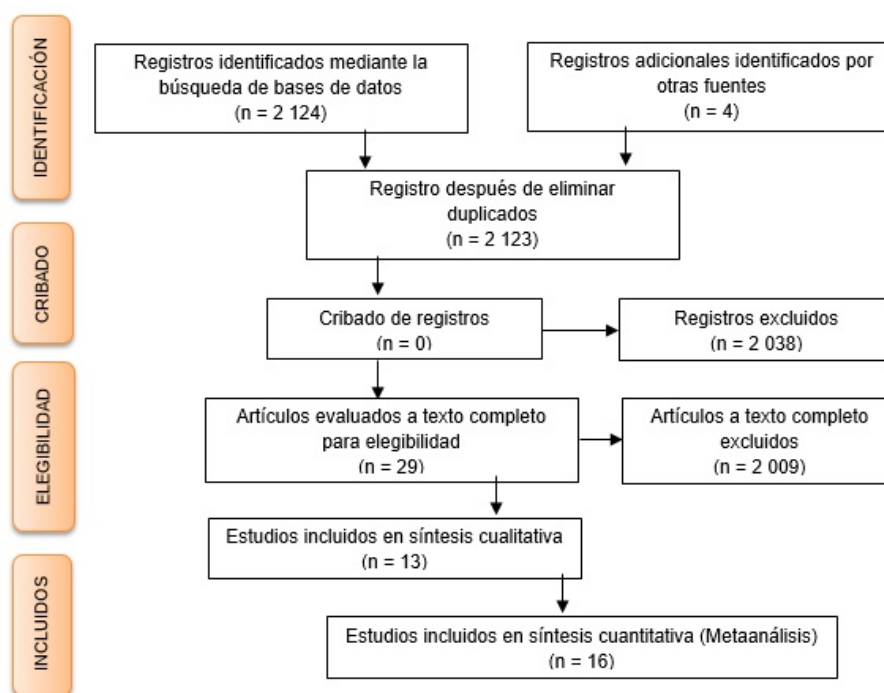 IDENTIFICACIÓN
Registros identificados mediante la
búsqueda de bases de datos
(n = 2 124)
Registros adicionales identificados por
otras fuentes
(n = 4)
Registro después de eliminar
duplicados
(n = 2 123)
CRIBADO
Cribado de registros
(n = 0)
Registros excluidos
(n = 2 038)
ELEGIBILIDAD
Artículos evaluados a texto completo
para elegibilidad
(n = 29)
Artículos a texto completo
excluidos
(n = 2 009)
Estudios incluidos en síntesis cualitativa
(n = 13)
INCLUIDOS
Estudios incluidos en síntesis cuantitativa (Metaanálisis)
(n = 16)